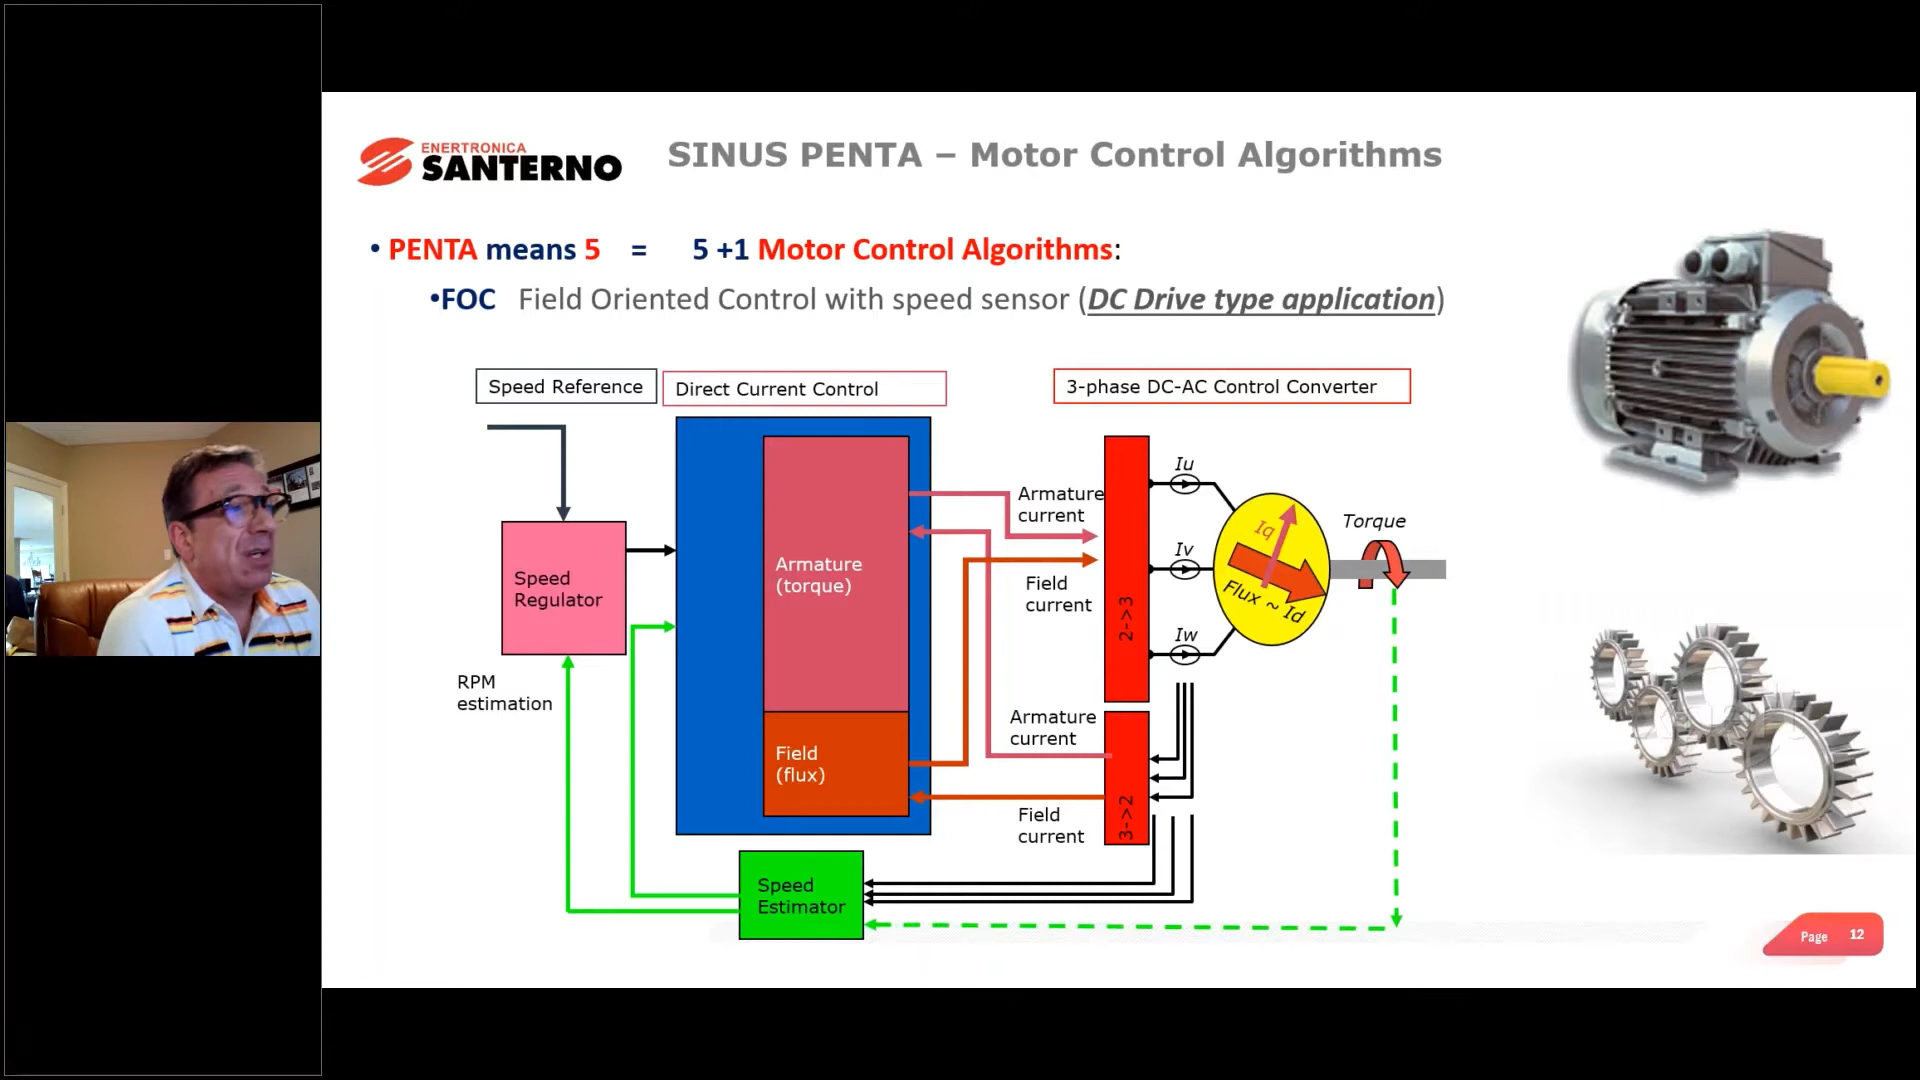 ENERTRONICA
SANTERNO
SINUS PENTA – Motor Control Algorithms
• PENTA means 5 = 5 +1 Motor Control Algorithms:
•FOC Field Oriented Control with speed sensor (DC Drive type application)
Speed Reference
Direct Current Control
3-phase DC-AC Control Converter
Speed
Regulator
RPM
estimation
Armature
(torque)
Field
(flux)
Armature
current
Field
current
Armature
current
Field
current
2->3
3->2
Iu
Iv
Iw
Iq
Flux ~ Id
Torque
Speed
Estimator
Page 12